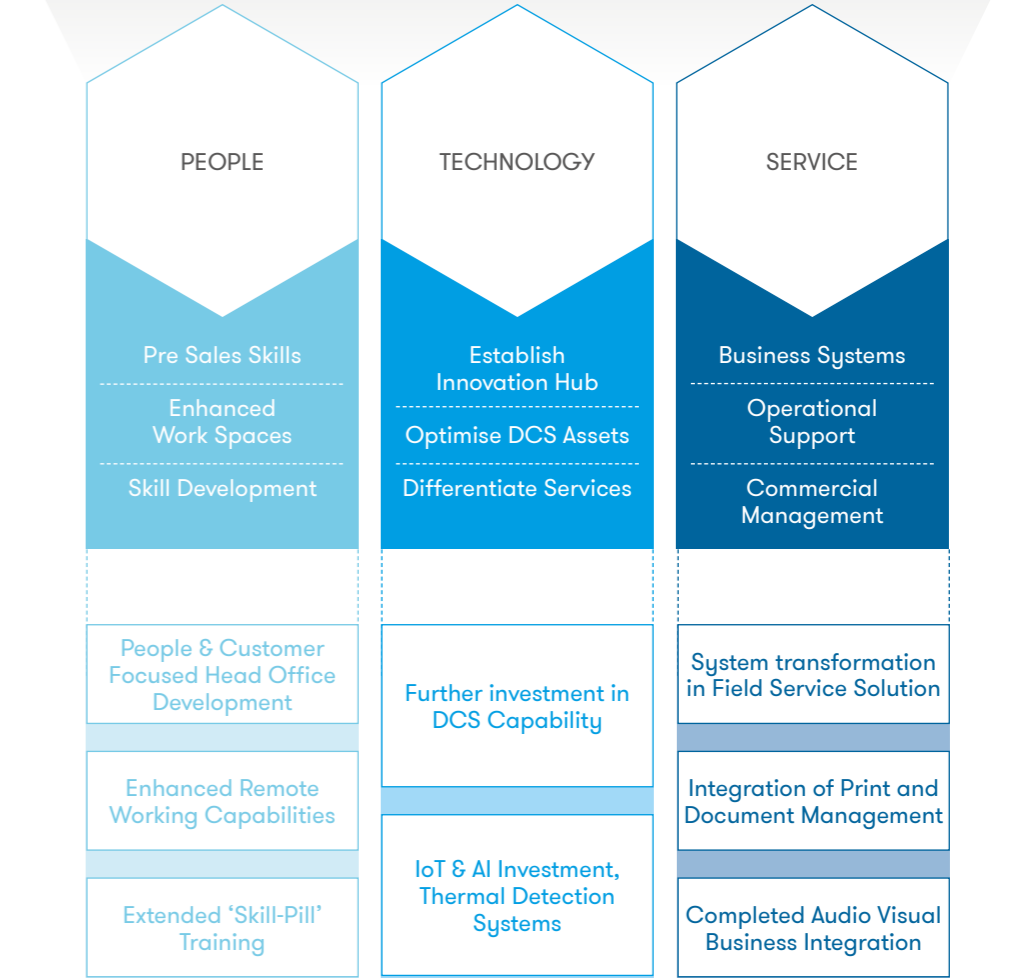 PEOPLE
Pre Sales Skills
Enhanced
Work Spaces
Skill Development
People & Customer
Focused Head Office
Development
Enhanced Remote
Working Capabilities
Extended ‘Skill-Pill’
Training
TECHNOLOGY
Establish
Innovation Hub
Optimise DCS Assets
Differentiate Services
Further investment in
DCS Capability
IoT & AI Investment,
Thermal Detection
Systems
SERVICE
Business Systems
Operational
Support
Commercial
Management
System transformation
in Field Service Solution
Integration of Print and
Document Management
Completed Audio Visual
Business Integration